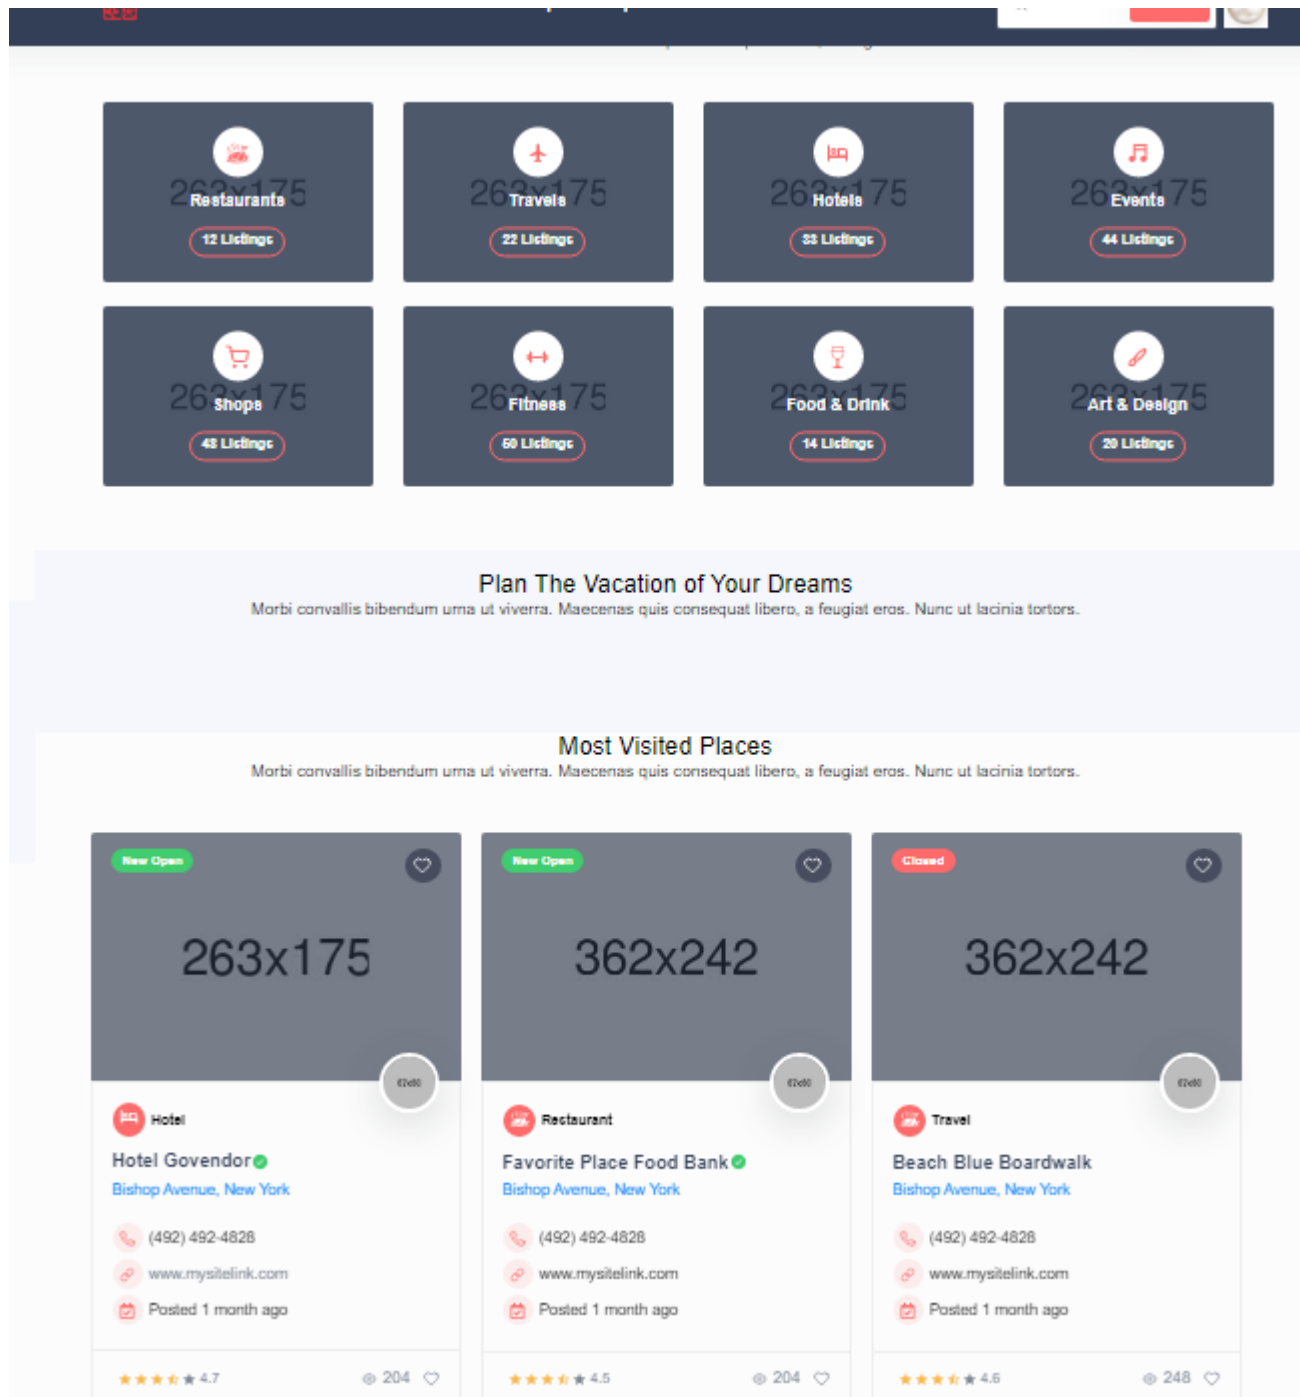 263x175 263x175 263x175 263x175
Restaurants Travels Hotels Events
12 Listings 22 Listings 33 Listings 44 Listings
263x175 263x175 263x175 263x175
Shops Fitness Food & Drink Art & Design
48 Listings 50 Listings 14 Listings 20 Listings
Plan The Vacation of Your Dreams
Morbi convallis bibendum urna ut viverra. Maecenas quis consequat libero, a feugiat eros. Nunc ut lacinia tortors.
Most Visited Places
Morbi convallis bibendum urna ut viverra. Maecenas quis consequat libero, a feugiat eros. Nunc ut lacinia tortors.
New Open New Open Closed
263x175 362x242 362x242
Hotel Restaurant Travel
Hotel Govendor Favorite Place Food Bank Beach Blue Boardwalk
Bishop Avenue, New York Bishop Avenue, New York Bishop Avenue, New York
(492) 492-4828 (492) 492-4828 (492) 492-4828
www.mysitelink.com www.mysitelink.com www.mysitelink.com
Posted 1 month ago Posted 1 month ago Posted 1 month ago
4.7 204 4.5 204 4.6 248